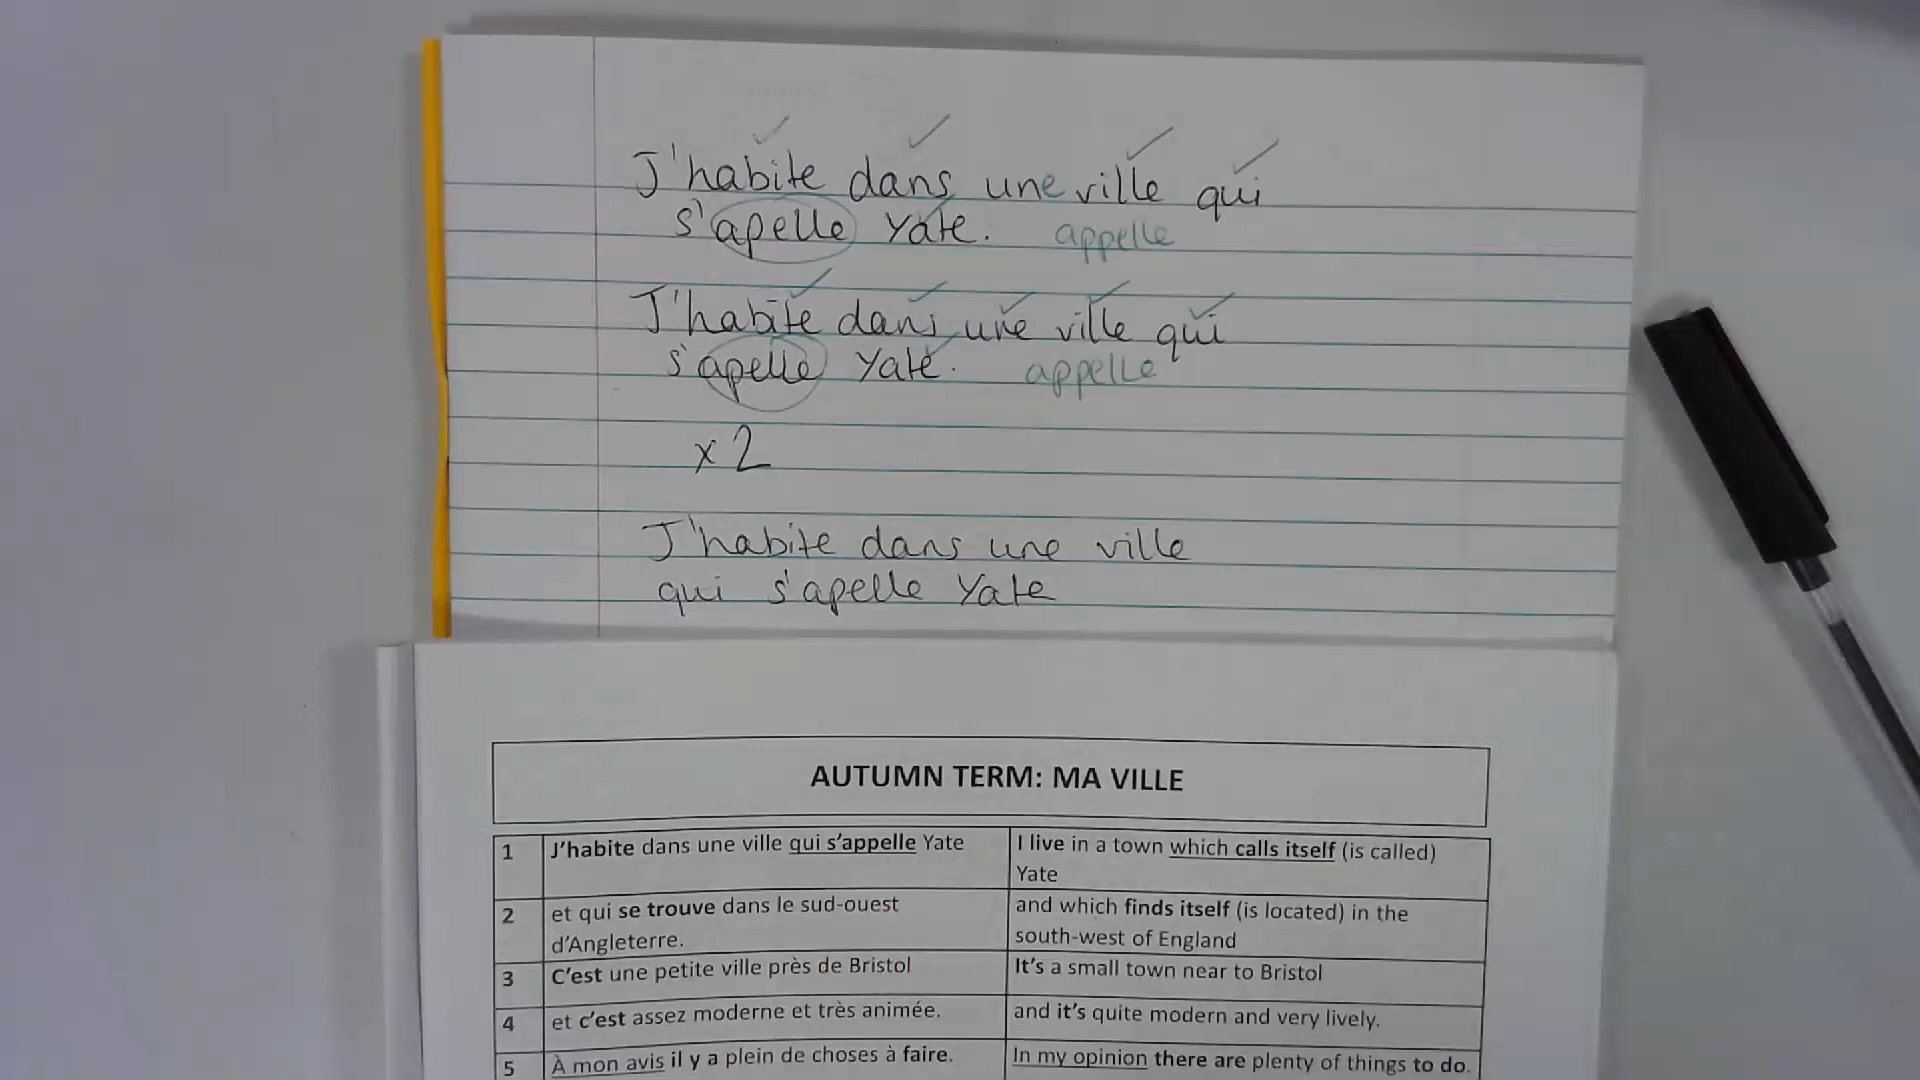 J'habite dans une ville qui
s'apelle Yate. appelle
J'habite dans une ville qui
s'apelle Yate. appelle
x 2
J'habite dans une ville
qui s'apelle Yate
AUTUMN TERM: MA VILLE
1 J'habite dans une ville qui s'appelle Yate I live in a town which calls itself (is called)
Yate
2 et qui se trouve dans le sud-ouest and which finds itself (is located) in the
d'Angleterre. south-west of England
3 C'est une petite ville près de Bristol It's a small town near to Bristol
4 et c'est assez moderne et très animée. and it's quite modern and very lively.
5 À mon avis il y a plein de choses à faire. In my opinion there are plenty of things to do.